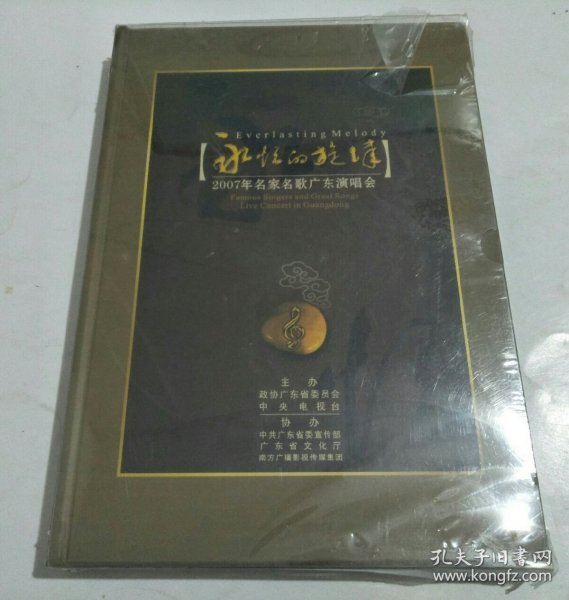 Everlasting Melody
【永恒的旋律】
2007年名家名歌广东演唱会
Famous Singers and Great Songs
Live Concert in Guangdong
主办
政协广东省委员会
中央电视台
协办
中共广东省委宣传部
广东省文化厅
南方广播影视传媒集团
孔夫子旧书网
www.kongfz.com